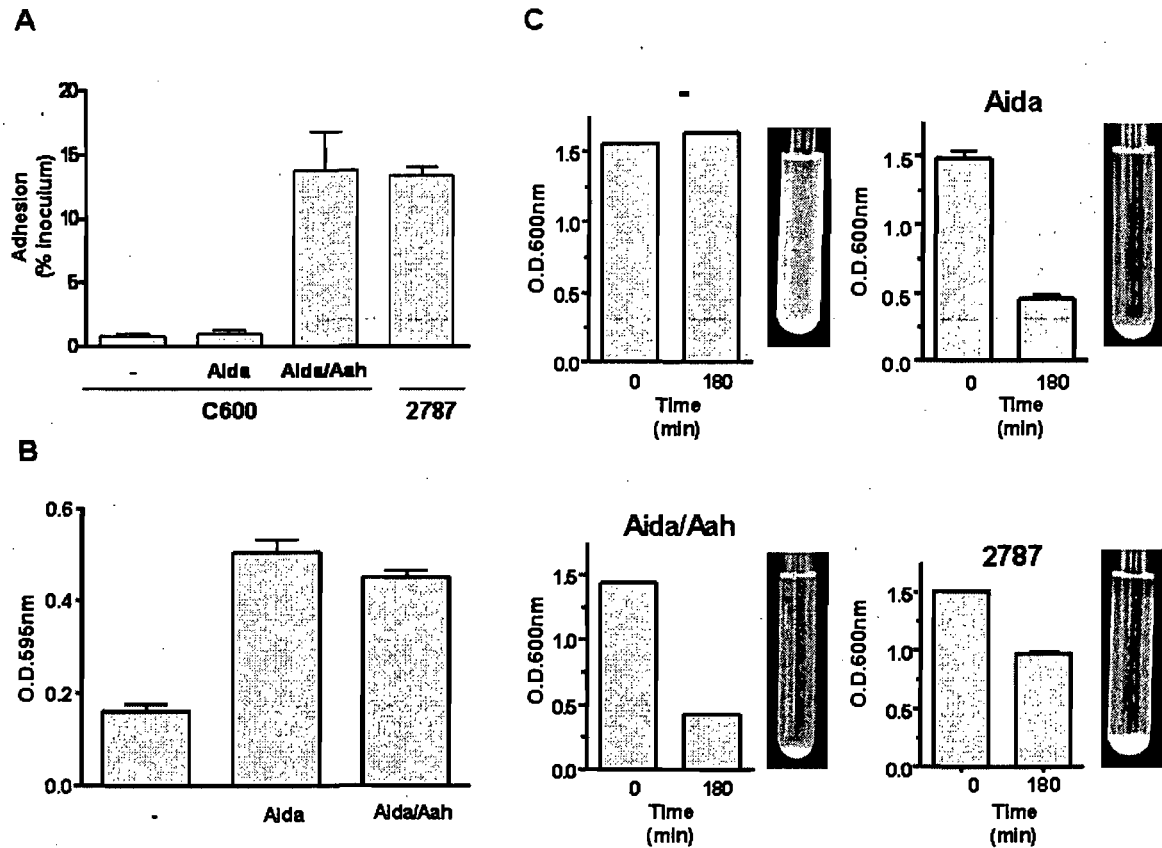 A
20
15
10
5
0
Adhesion
(% inoculum)
-
Aida
Aida/Aah
C600
2787
B
0.6
0.4
0.2
0.0
O.D.595nm
-
Aida
Aida/Aah
C
-
1.5
1.0
0.5
0.0
O.D.600nm
0
180
Time
(min)
Aida
1.5
1.0
0.5
0.0
O.D.600nm
0
180
Time
(min)
Aida/Aah
1.5
1.0
0.5
0.0
O.D.600nm
0
180
Time
(min)
2787
1.5
1.0
0.5
0.0
O.D.600nm
0
180
Time
(min)